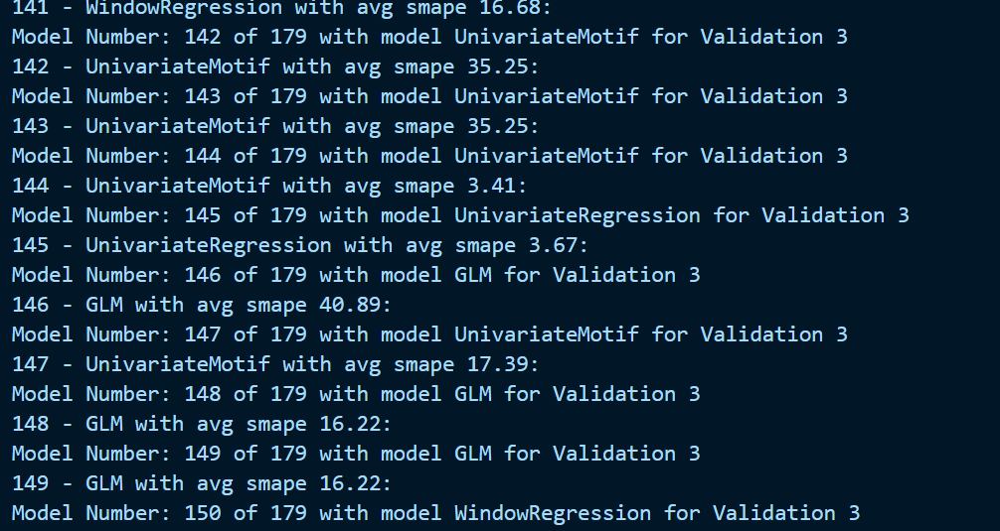 141 - WindowRegression with avg smape 16.68:
Model Number: 142 of 179 with model UnivariateMotif for Validation 3
142 - UnivariateMotif with avg smape 35.25:
Model Number: 143 of 179 with model UnivariateMotif for Validation 3
143 - UnivariateMotif with avg smape 35.25:
Model Number: 144 of 179 with model UnivariateMotif for Validation 3
144 - UnivariateMotif with avg smape 3.41:
Model Number: 145 of 179 with model UnivariateRegression for Validation 3
145 - UnivariateRegression with avg smape 3.67:
Model Number: 146 of 179 with model GLM for Validation 3
146 - GLM with avg smape 40.89:
Model Number: 147 of 179 with model UnivariateMotif for Validation 3
147 - UnivariateMotif with avg smape 17.39:
Model Number: 148 of 179 with model GLM for Validation 3
148 - GLM with avg smape 16.22:
Model Number: 149 of 179 with model GLM for Validation 3
149 - GLM with avg smape 16.22:
Model Number: 150 of 179 with model WindowRegression for Validation 3